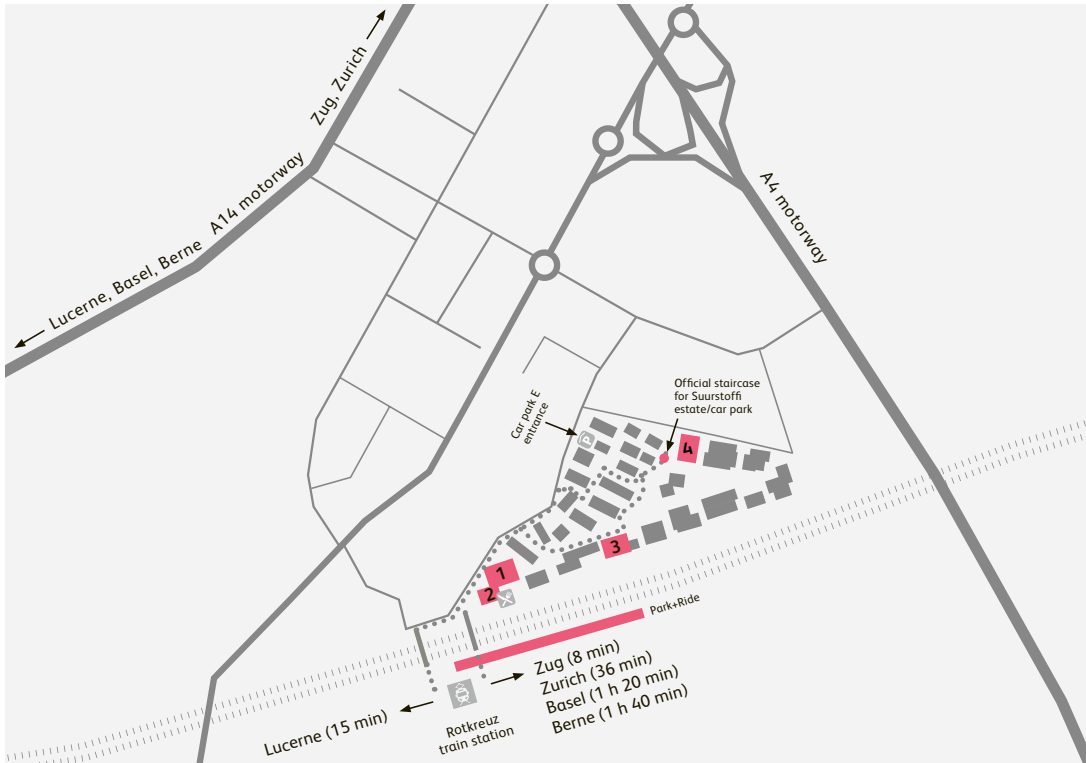 Zug, Zurich
A14 motorway
Lucerne, Basel, Berne
A4 motorway
Official staircase
for Suurstoffi
estate/car park
Car park E
entrance
P
4
3
1
2
Park+Ride
Zug (8 min)
Zurich (36 min)
Basel (1 h 20 min)
Berne (1 h 40 min)
Lucerne (15 min)
Rotkreuz
train station